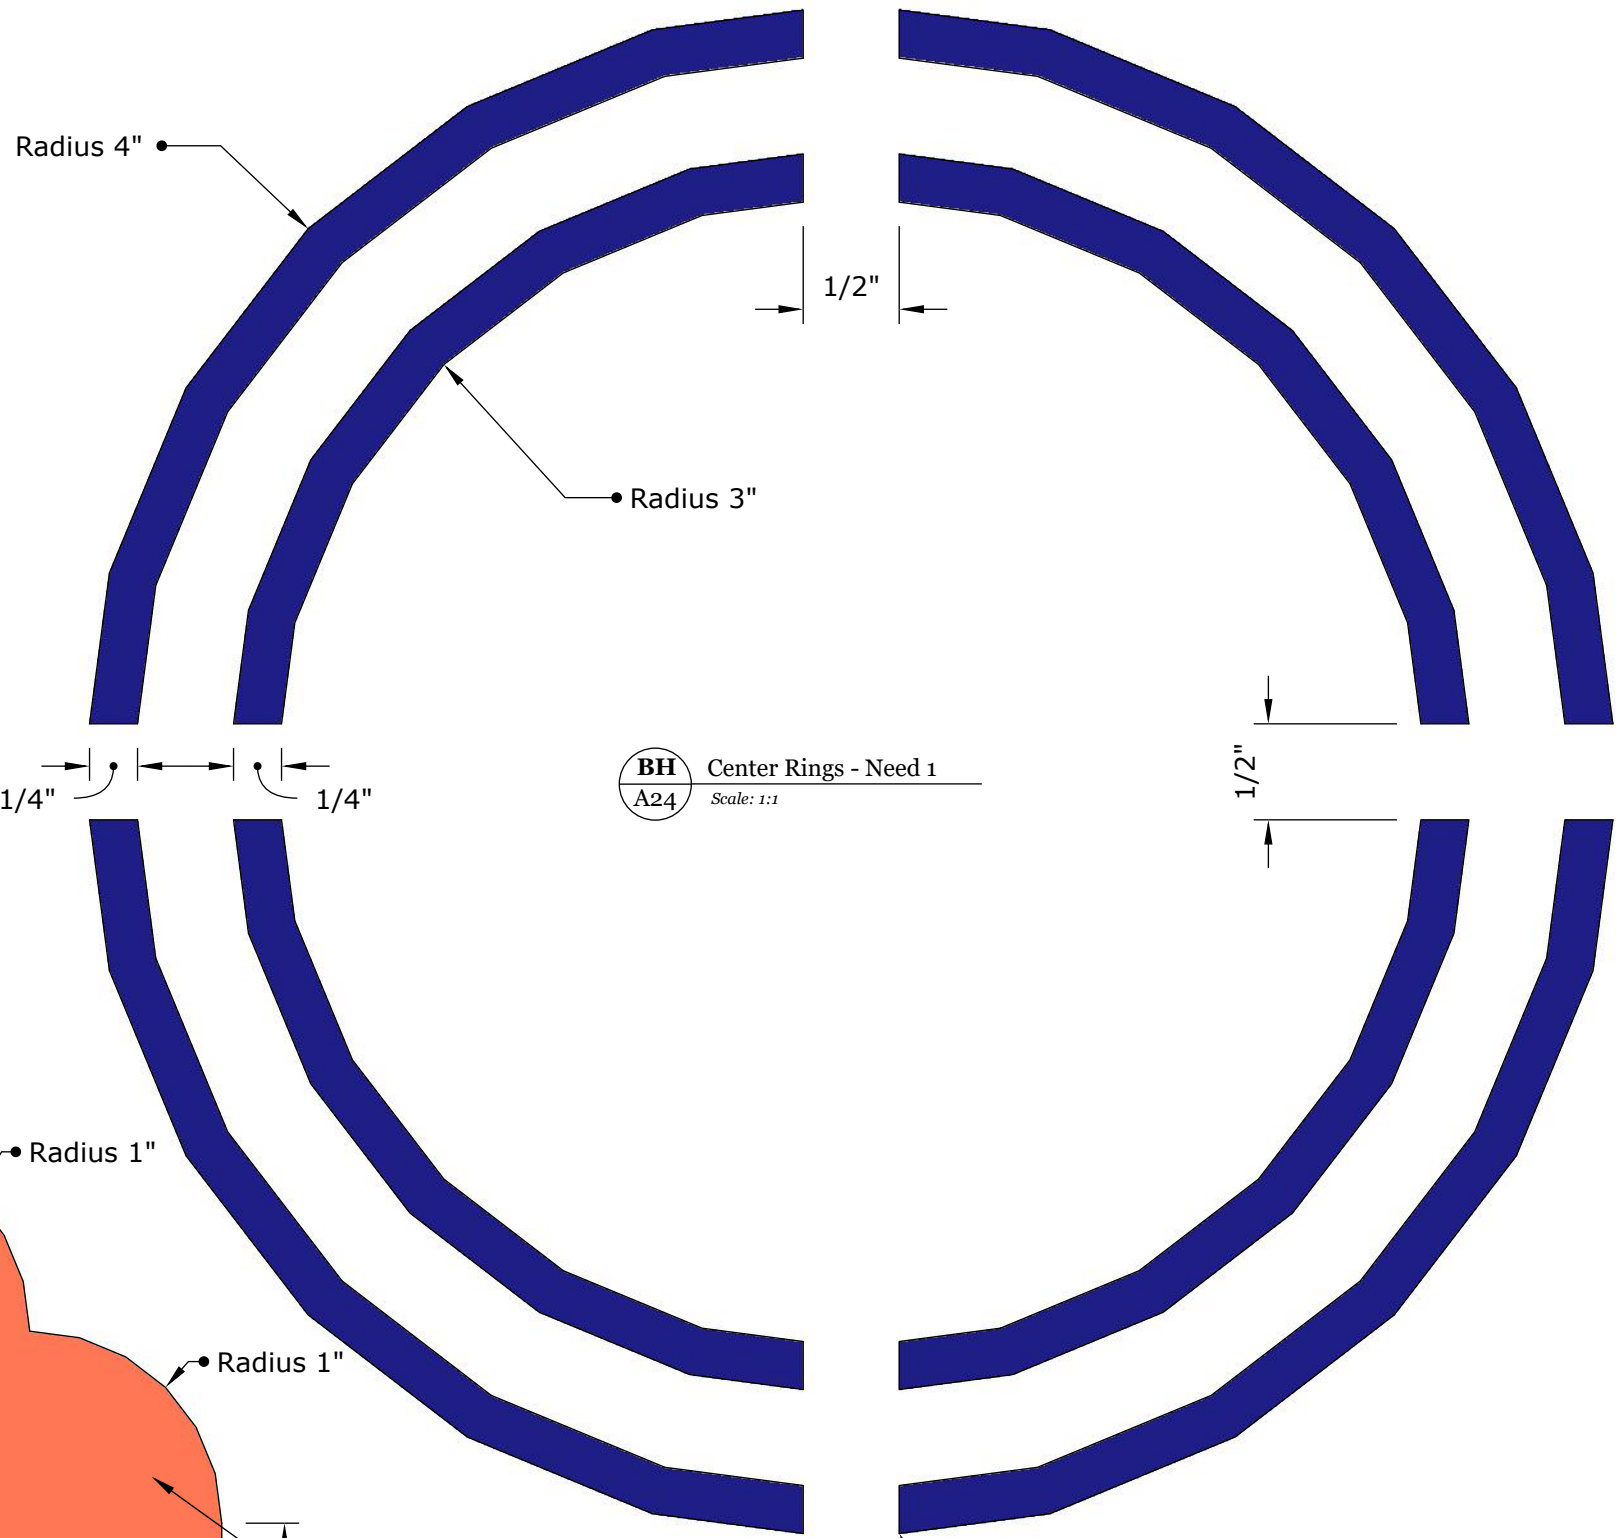 Radius 4"
1/2"
Radius 3"
1/2"
BH Center Rings - Need 1
A24 Scale: 1:1
1/4"
1/4"
Radius 1"
Radius 1"